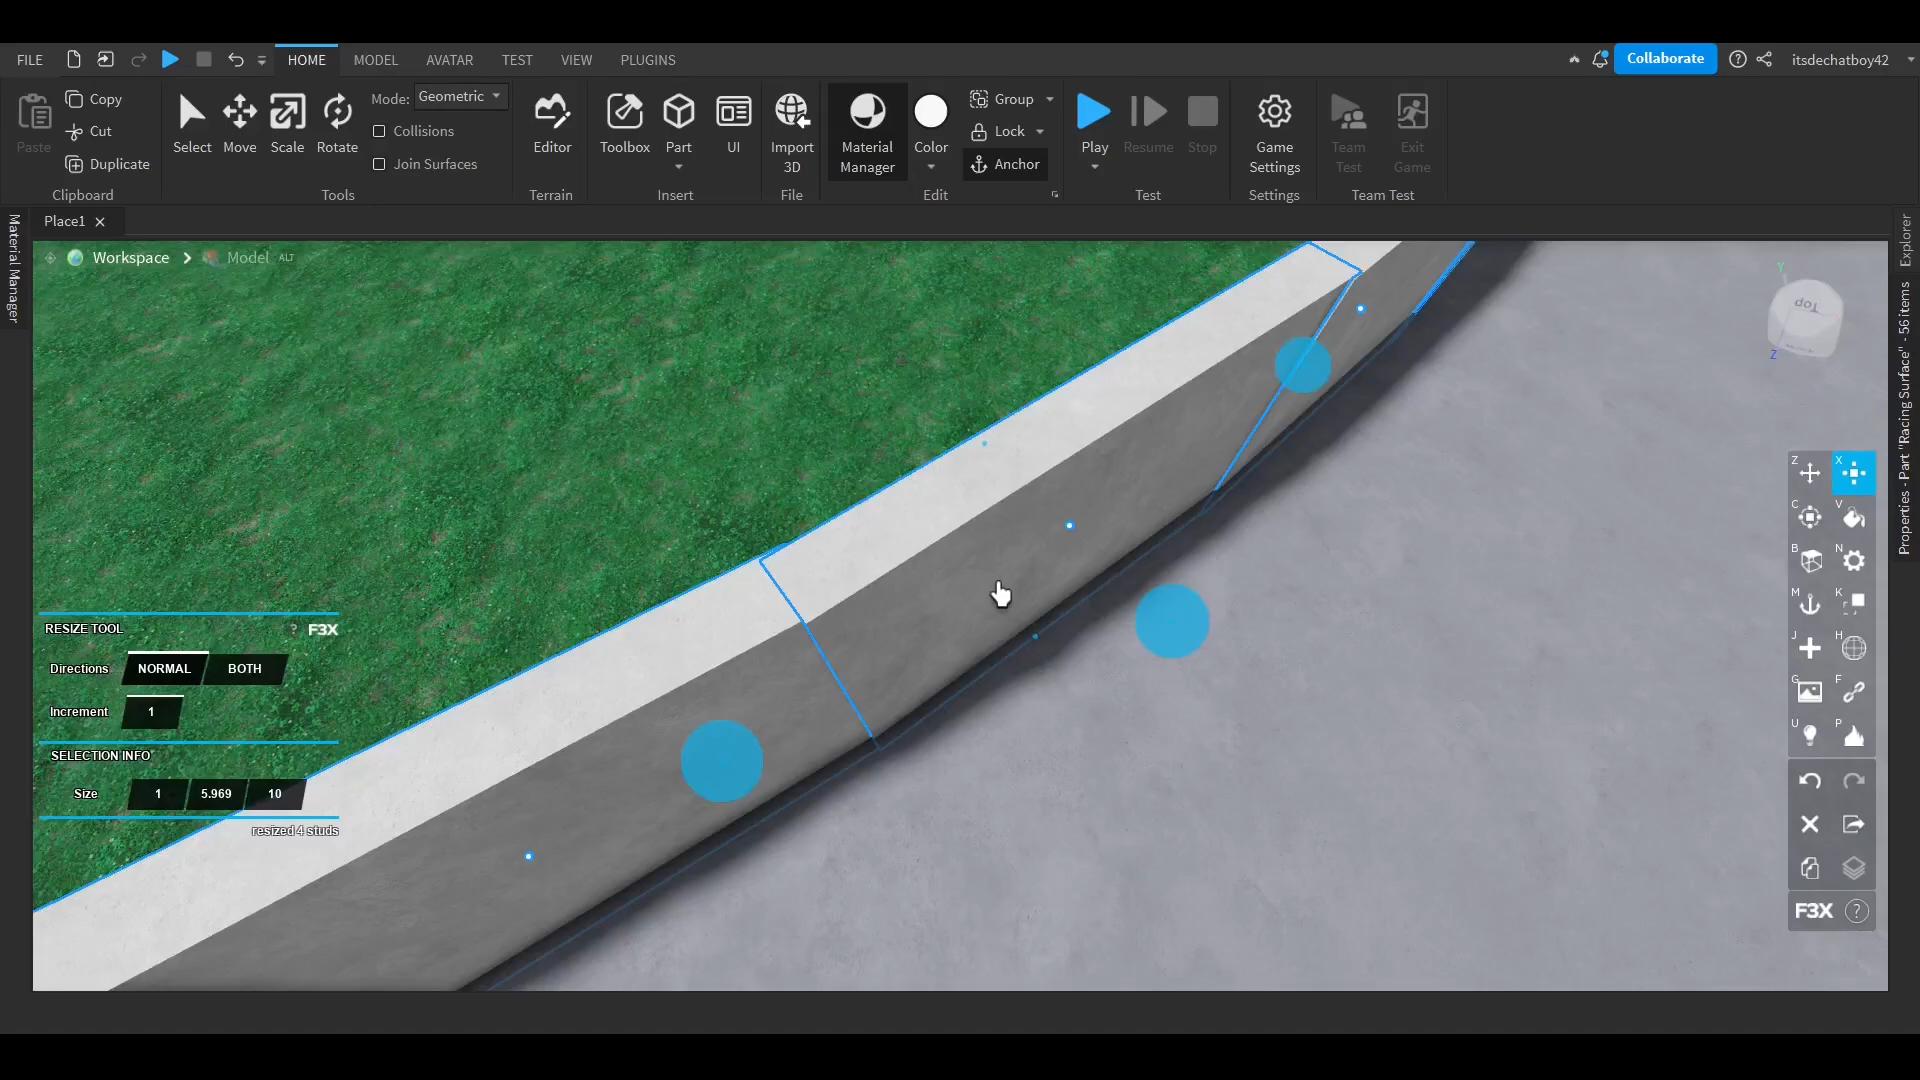 FILE HOME MODEL AVATAR TEST VIEW PLUGINS Collaborate itsdechatboy42
Paste Copy Cut Duplicate
Clipboard
Select Move Scale Rotate
Mode: Geometric
Collisions
Join Surfaces
Tools
Editor
Terrain
Toolbox Part UI
Insert
Import 3D
File
Material Manager
Color
Group
Lock
Anchor
Edit
Play Resume Stop
Test
Game Settings
Settings
Team Test
Exit Game
Team Test
Place1
Material Manager
Workspace Model ALT
Y
Top
Z
Explorer
Properties - Part "Racing Surface" - 56 items
RESIZE TOOL ? F3X
Directions NORMAL BOTH
Increment 1
SELECTION INFO
Size 1 5.969 10
resized 4 studs
Z X
C V
B N
M K
J H
G F
U P
F3X ?